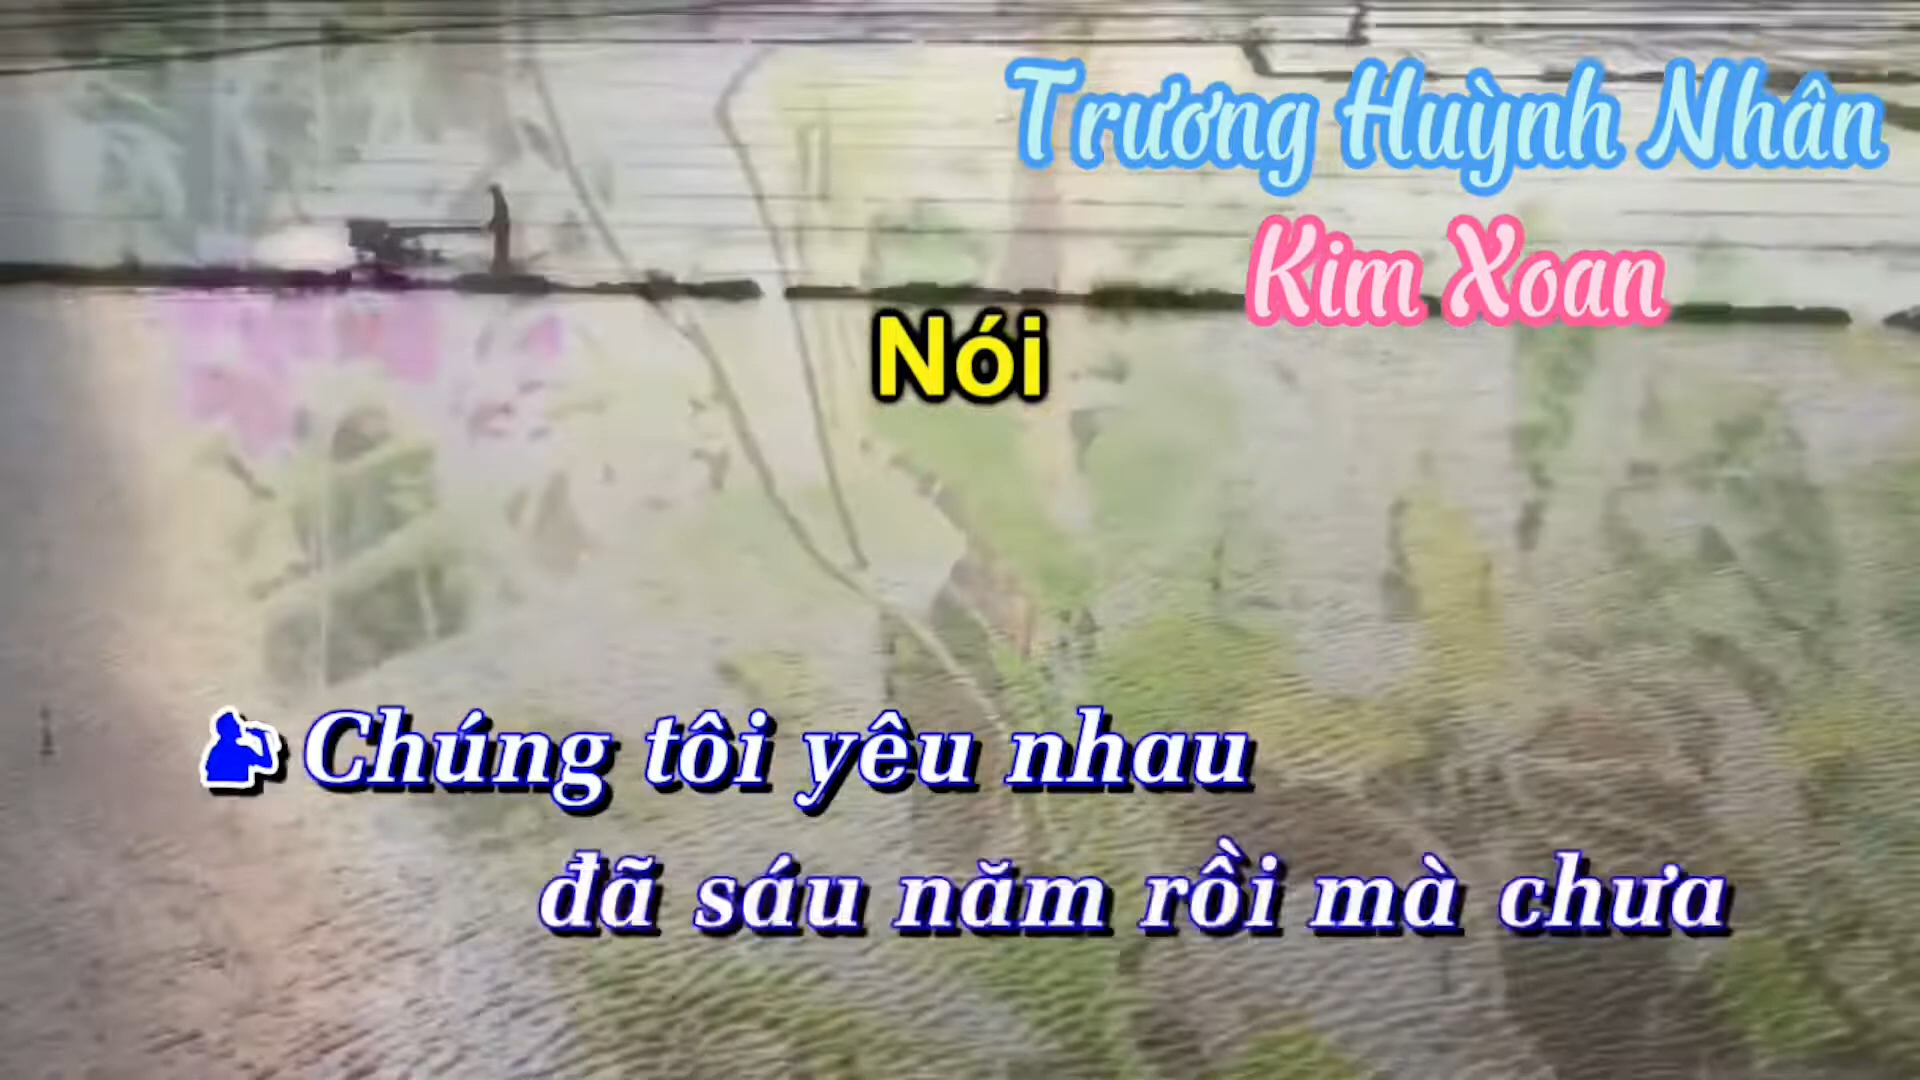 Trương Huỳnh Nhân
Kim Xoan
Nói
Chúng tôi yêu nhau
đã sáu năm rồi mà chưa